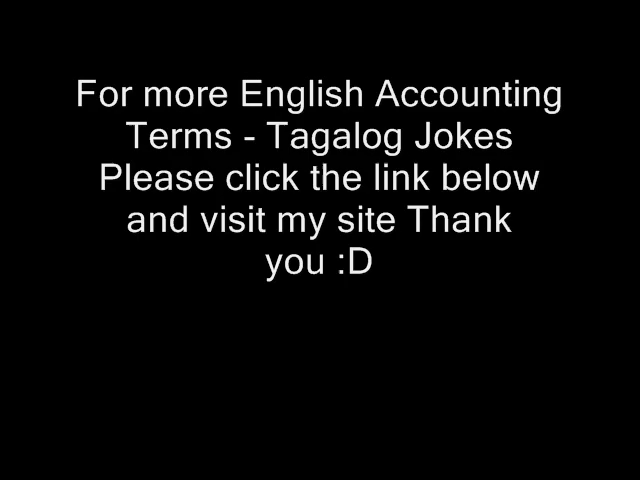 For more English Accounting
Terms - Tagalog Jokes
Please click the link below
and visit my site Thank
you :D